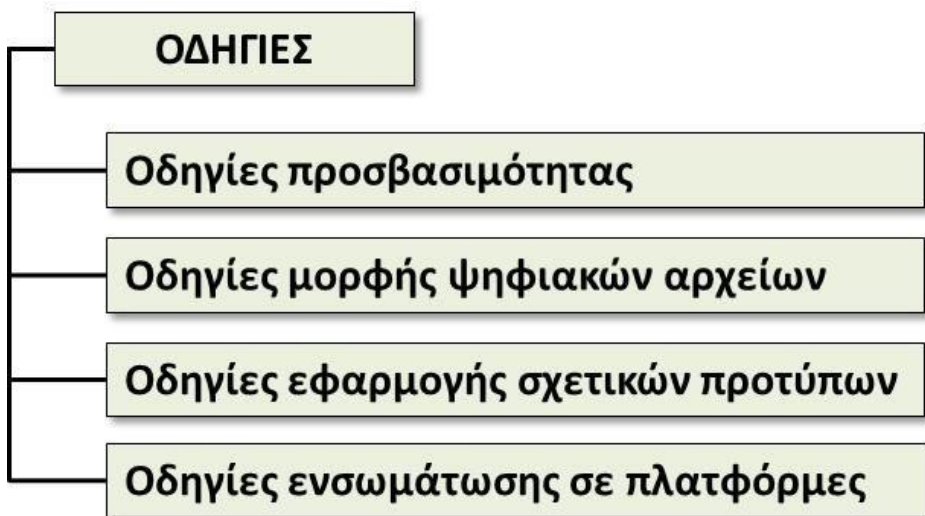 ΟΔΗΓΙΕΣ
Οδηγίες προσβασιμότητας
Οδηγίες μορφής ψηφιακών αρχείων
Οδηγίες εφαρμογής σχετικών προτύπων
Οδηγίες ενσωμάτωσης σε πλατφόρμες